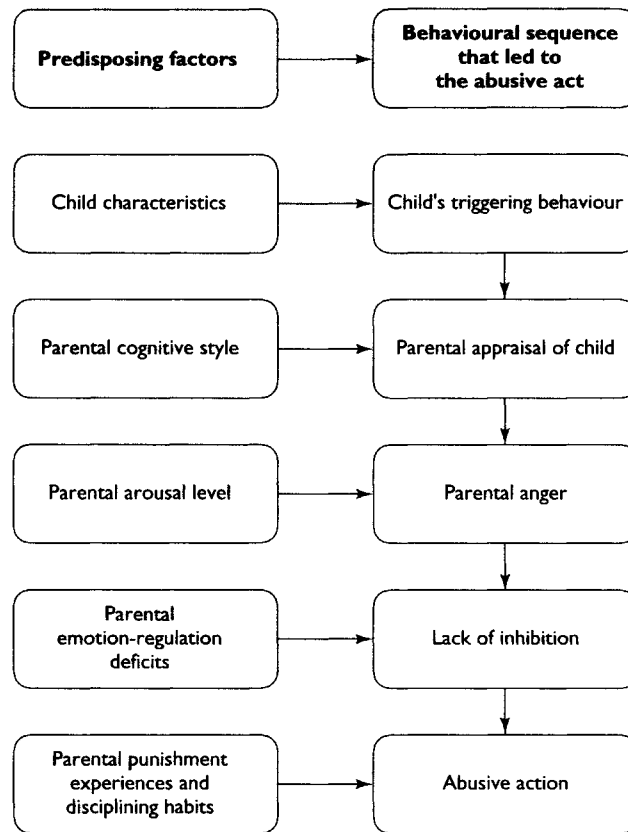 Predisposing factors
Behavioural sequence
that led to
the abusive act
Child characteristics
Child's triggering behaviour
Parental cognitive style
Parental appraisal of child
Parental arousal level
Parental anger
Parental
emotion-regulation
deficits
Lack of inhibition
Parental punishment
experiences and
disciplining habits
Abusive action